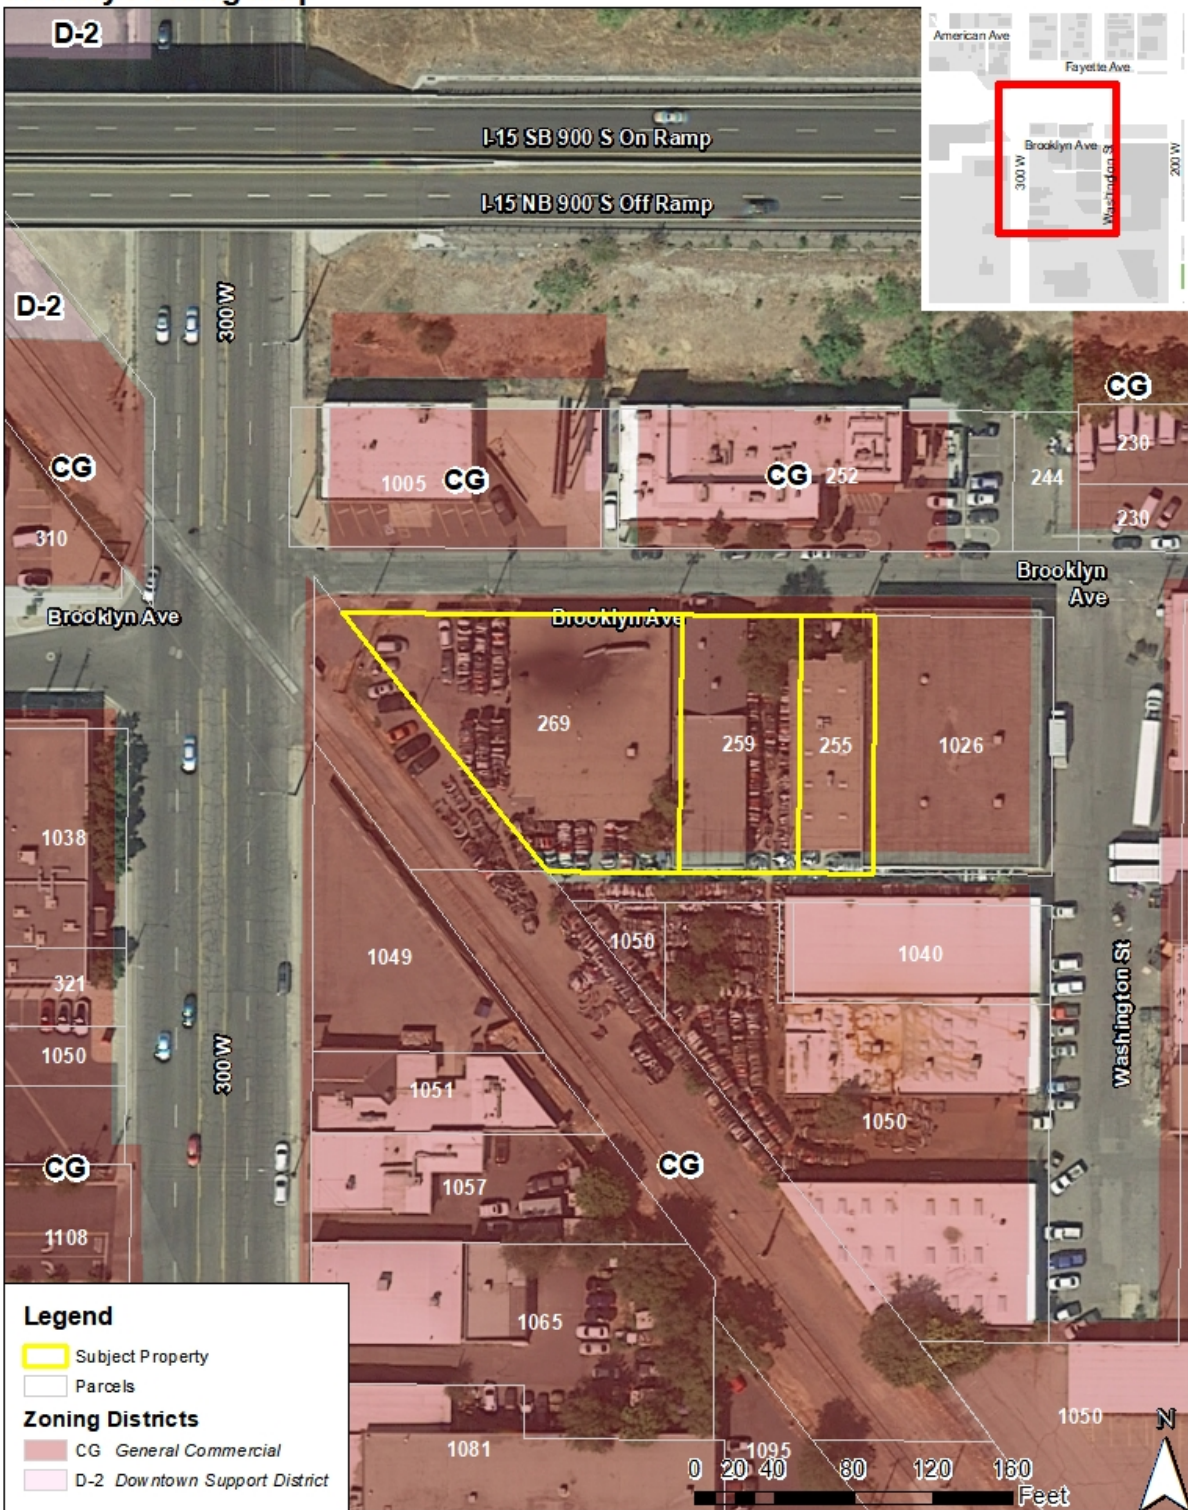 D-2
American Ave
Fayette Ave
I-15 SB 900 S On Ramp
Brooklyn Ave
300 W
Washington St
200 W
I-15 NB 900 S Off Ramp
D-2
300 W
CG
CG
230
CG
1005
CG
CG
252
244
310
230
Brooklyn
Ave
Brooklyn Ave
Brooklyn Ave
269
259
255
1026
1038
1049
1050
1040
321
Washington St
1050
300 W
1051
1050
CG
CG
1057
1108
Legend
Subject Property
Parcels
Zoning Districts
CG General Commercial
D-2 Downtown Support District
1065
1081
1095
1050
N
0 20 40 80 120 160
Feet